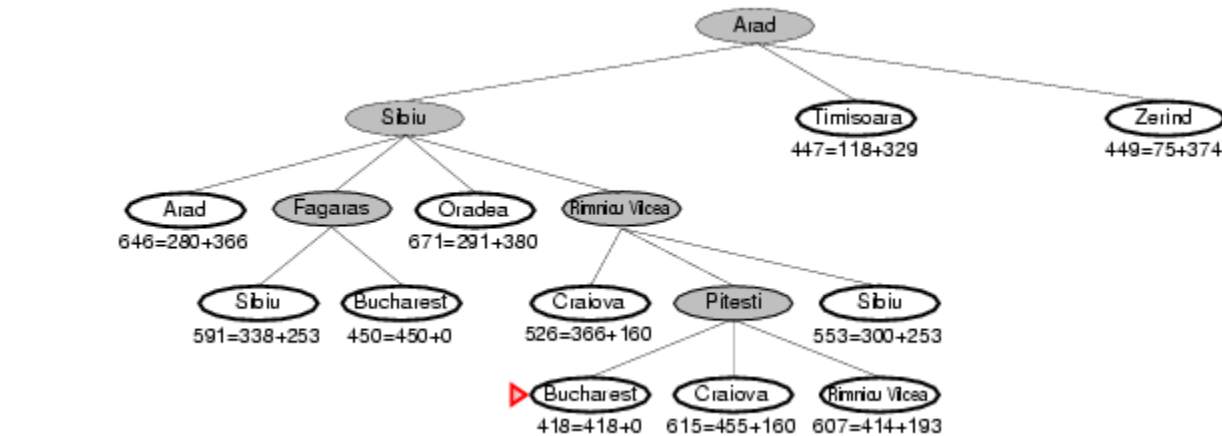 Arad
Sibiu
Timisoara
Zerind
447=118+329
449=75+374
Arad
Fagaras
Oradea
Rimnicu Vilcea
646=280+366
671=291+380
Sibiu
Bucharest
Craiova
Pitesti
Sibiu
591=338+253
450=450+0
526=366+160
553=300+253
Bucharest
Craiova
Rimnicu Vilcea
418=418+0
615=455+160
607=414+193